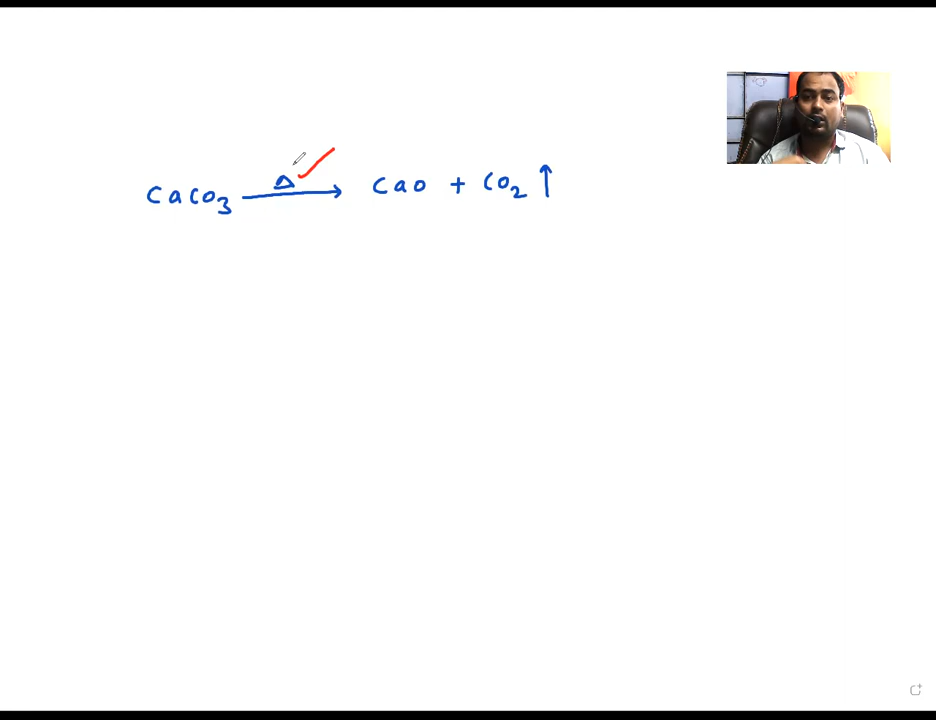 CaCO3 —Δ→ CaO + CO2 ↑